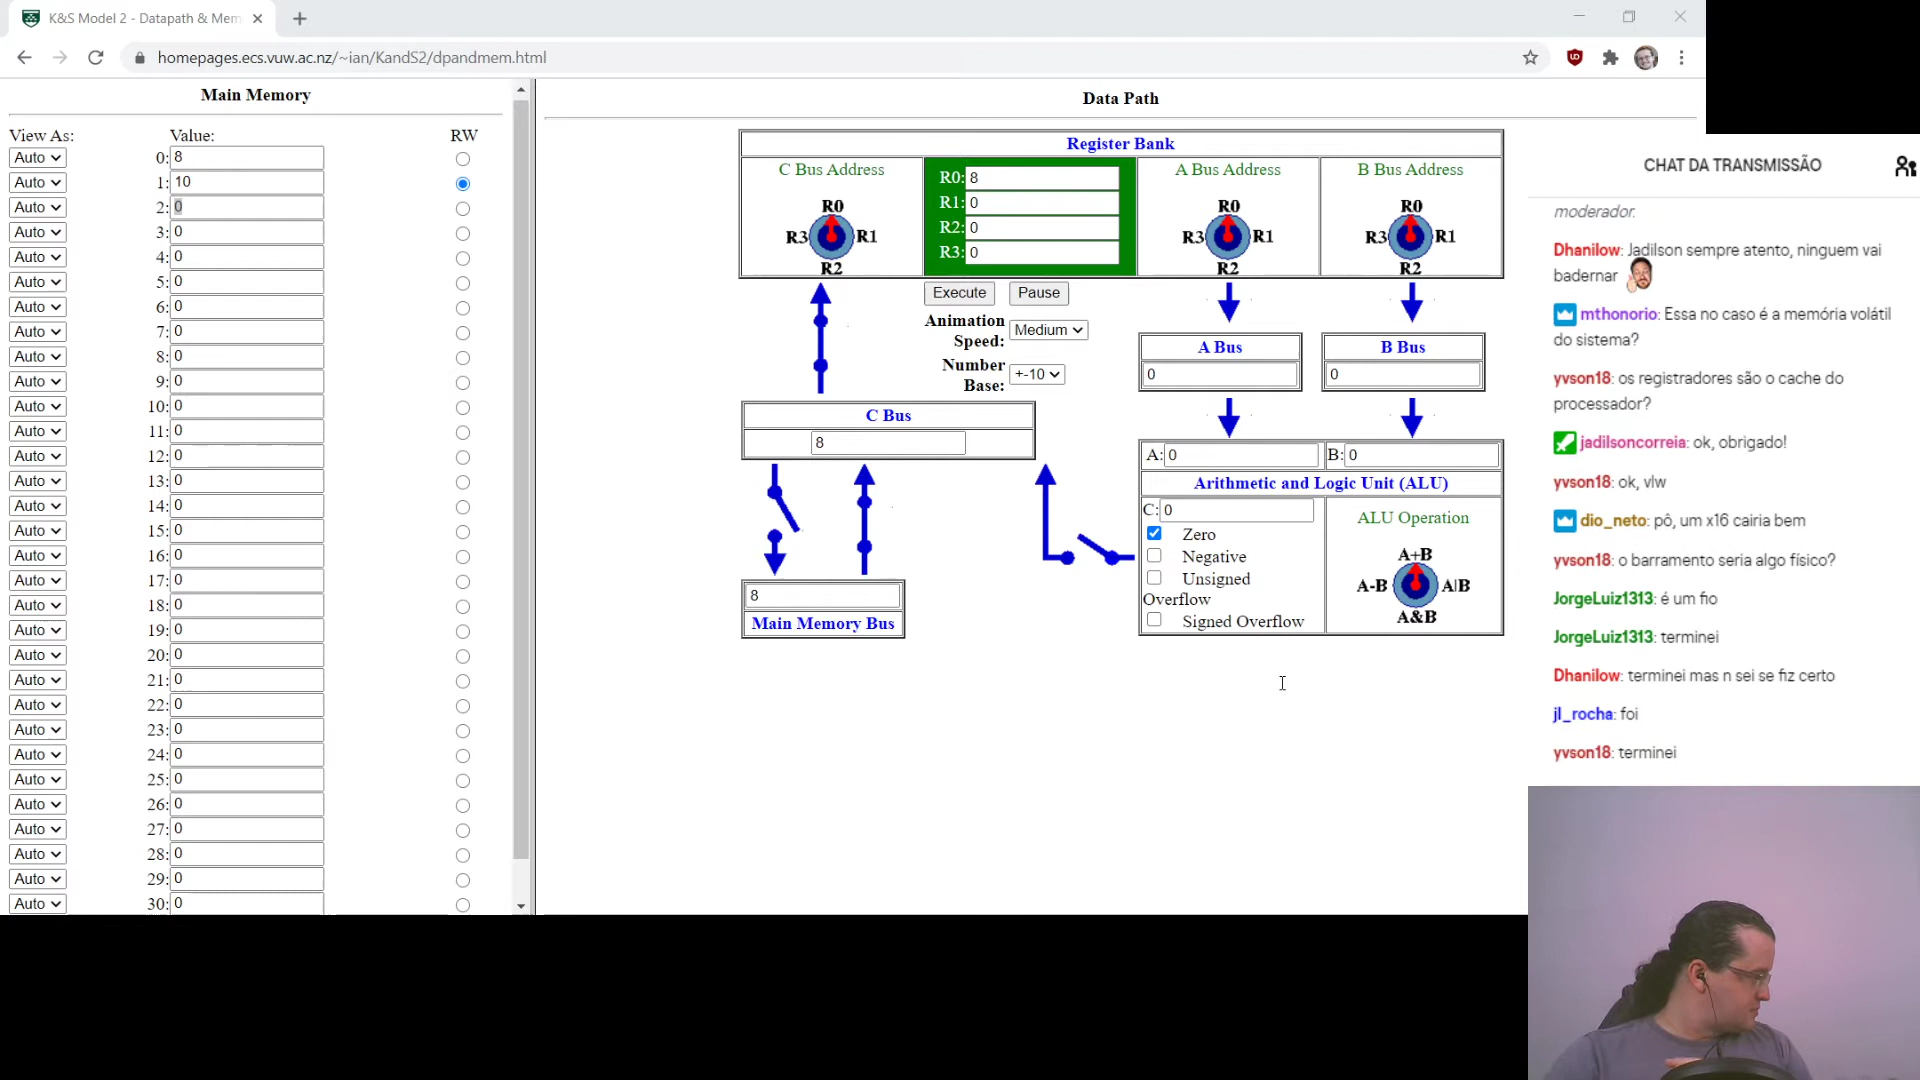 K&S Model 2 - Datapath & Mem
homepages.ecs.vuw.ac.nz/~ian/KandS2/dpandmem.html
Main Memory
View As: Value: RW
Auto 0: 8
Auto 1: 10
Auto 2: 0
Auto 3: 0
Auto 4: 0
Auto 5: 0
Auto 6: 0
Auto 7: 0
Auto 8: 0
Auto 9: 0
Auto 10: 0
Auto 11: 0
Auto 12: 0
Auto 13: 0
Auto 14: 0
Auto 15: 0
Auto 16: 0
Auto 17: 0
Auto 18: 0
Auto 19: 0
Auto 20: 0
Auto 21: 0
Auto 22: 0
Auto 23: 0
Auto 24: 0
Auto 25: 0
Auto 26: 0
Auto 27: 0
Auto 28: 0
Auto 29: 0
Auto 30: 0
Data Path
Register Bank
C Bus Address
R0
R3 R1
R2
R0: 8
R1: 0
R2: 0
R3: 0
A Bus Address
R0
R3 R1
R2
B Bus Address
R0
R3 R1
R2
Execute Pause
Animation
Speed: Medium
Number
Base: +-10
A Bus
0
B Bus
0
C Bus
8
A: 0 B: 0
Arithmetic and Logic Unit (ALU)
C: 0
Zero
Negative
Unsigned
Overflow
Signed Overflow
ALU Operation
A+B
A-B A|B
A&B
8
Main Memory Bus
CHAT DA TRANSMISSÃO
moderador.
Dhanilow: Jadilson sempre atento, ninguem vai
badernar
mthonorio: Essa no caso é a memória volátil
do sistema?
yvson18: os registradores são o cache do
processador?
jadilsoncorreia: ok, obrigado!
yvson18: ok, vlw
dio_neto: pô, um x16 cairia bem
yvson18: o barramento seria algo físico?
JorgeLuiz1313: é um fio
JorgeLuiz1313: terminei
Dhanilow: terminei mas n sei se fiz certo
jl_rocha: foi
yvson18: terminei